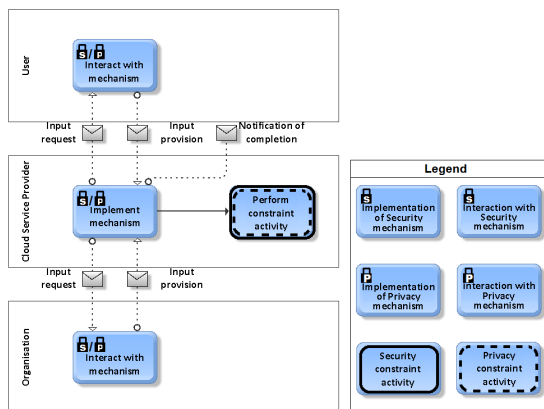 User
S/P
Interact with
mechanism
Input
request
Input
provision
Notification of
completion
Cloud Service Provider
S/P
Implement
mechanism
Perform
constraint
activity
Input
request
Input
provision
Organisation
S/P
Interact with
mechanism
Legend
S
Implementation
of Security
mechanism
S
Interaction with
Security
mechanism
P
Implementation
of Privacy
mechanism
P
Interaction with
Privacy
mechanism
Security
constraint
activity
Privacy
constraint
activity